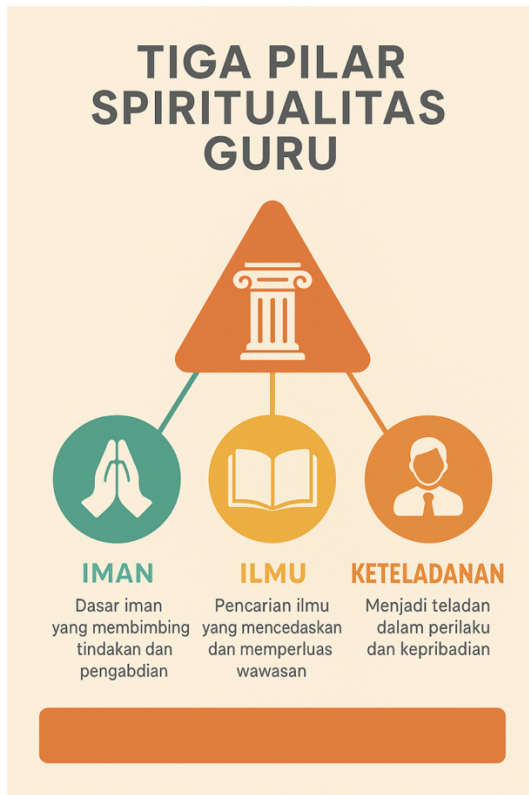 TIGA PILAR
SPIRITUALITAS
GURU
IMAN
Dasar iman
yang membimbing
tindakan dan
pengabdian
ILMU
Pencarian ilmu
yang mencedaskan
dan memperluas
wawasan
KETELADANAN
Menjadi teladan
dalam perilaku
dan kepribadian